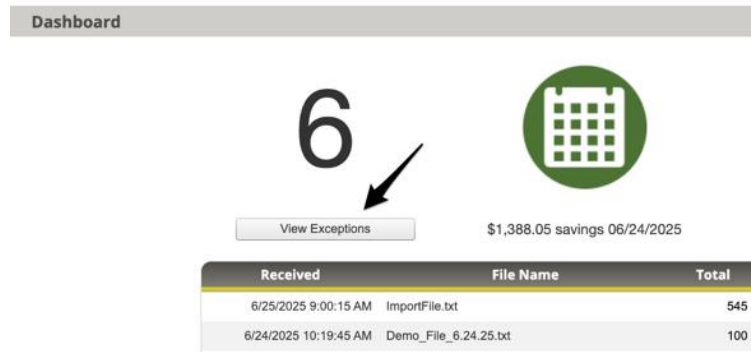 Dashboard
6
View Exceptions
$1,388.05 savings 06/24/2025
Received File Name Total
6/25/2025 9:00:15 AM ImportFile.txt 545
6/24/2025 10:19:45 AM Demo_File_6.24.25.txt 100